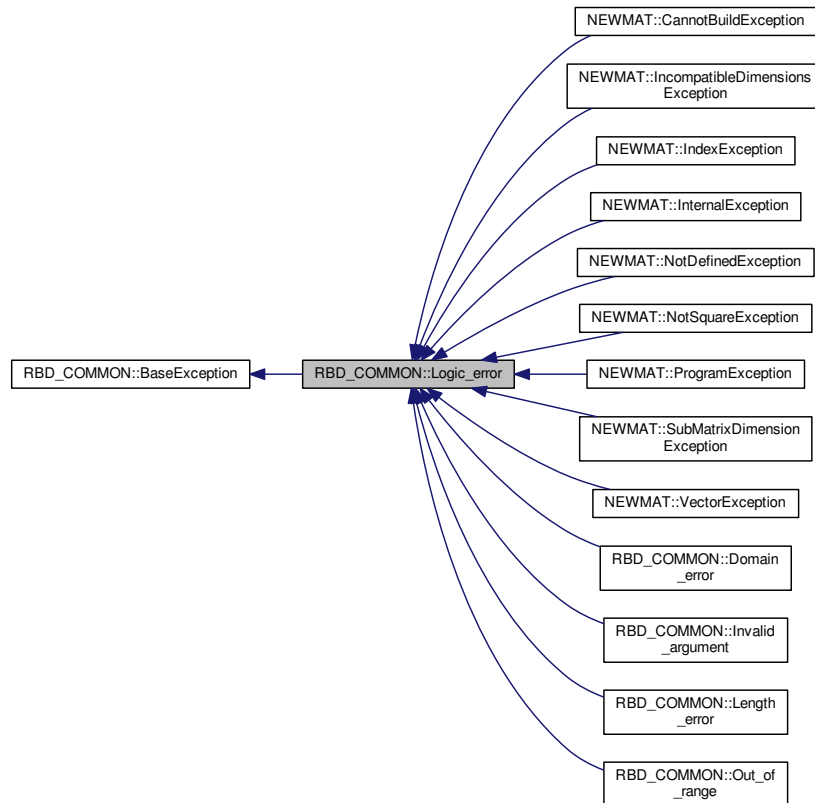 NEWMAT::CannotBuildException
NEWMAT::IncompatibleDimensions
Exception
NEWMAT::IndexException
NEWMAT::InternalException
NEWMAT::NotDefinedException
NEWMAT::NotSquareException
RBD_COMMON::BaseException
RBD_COMMON::Logic_error
NEWMAT::ProgramException
NEWMAT::SubMatrixDimension
Exception
NEWMAT::VectorException
RBD_COMMON::Domain
_error
RBD_COMMON::Invalid
_argument
RBD_COMMON::Length
_error
RBD_COMMON::Out_of
_range